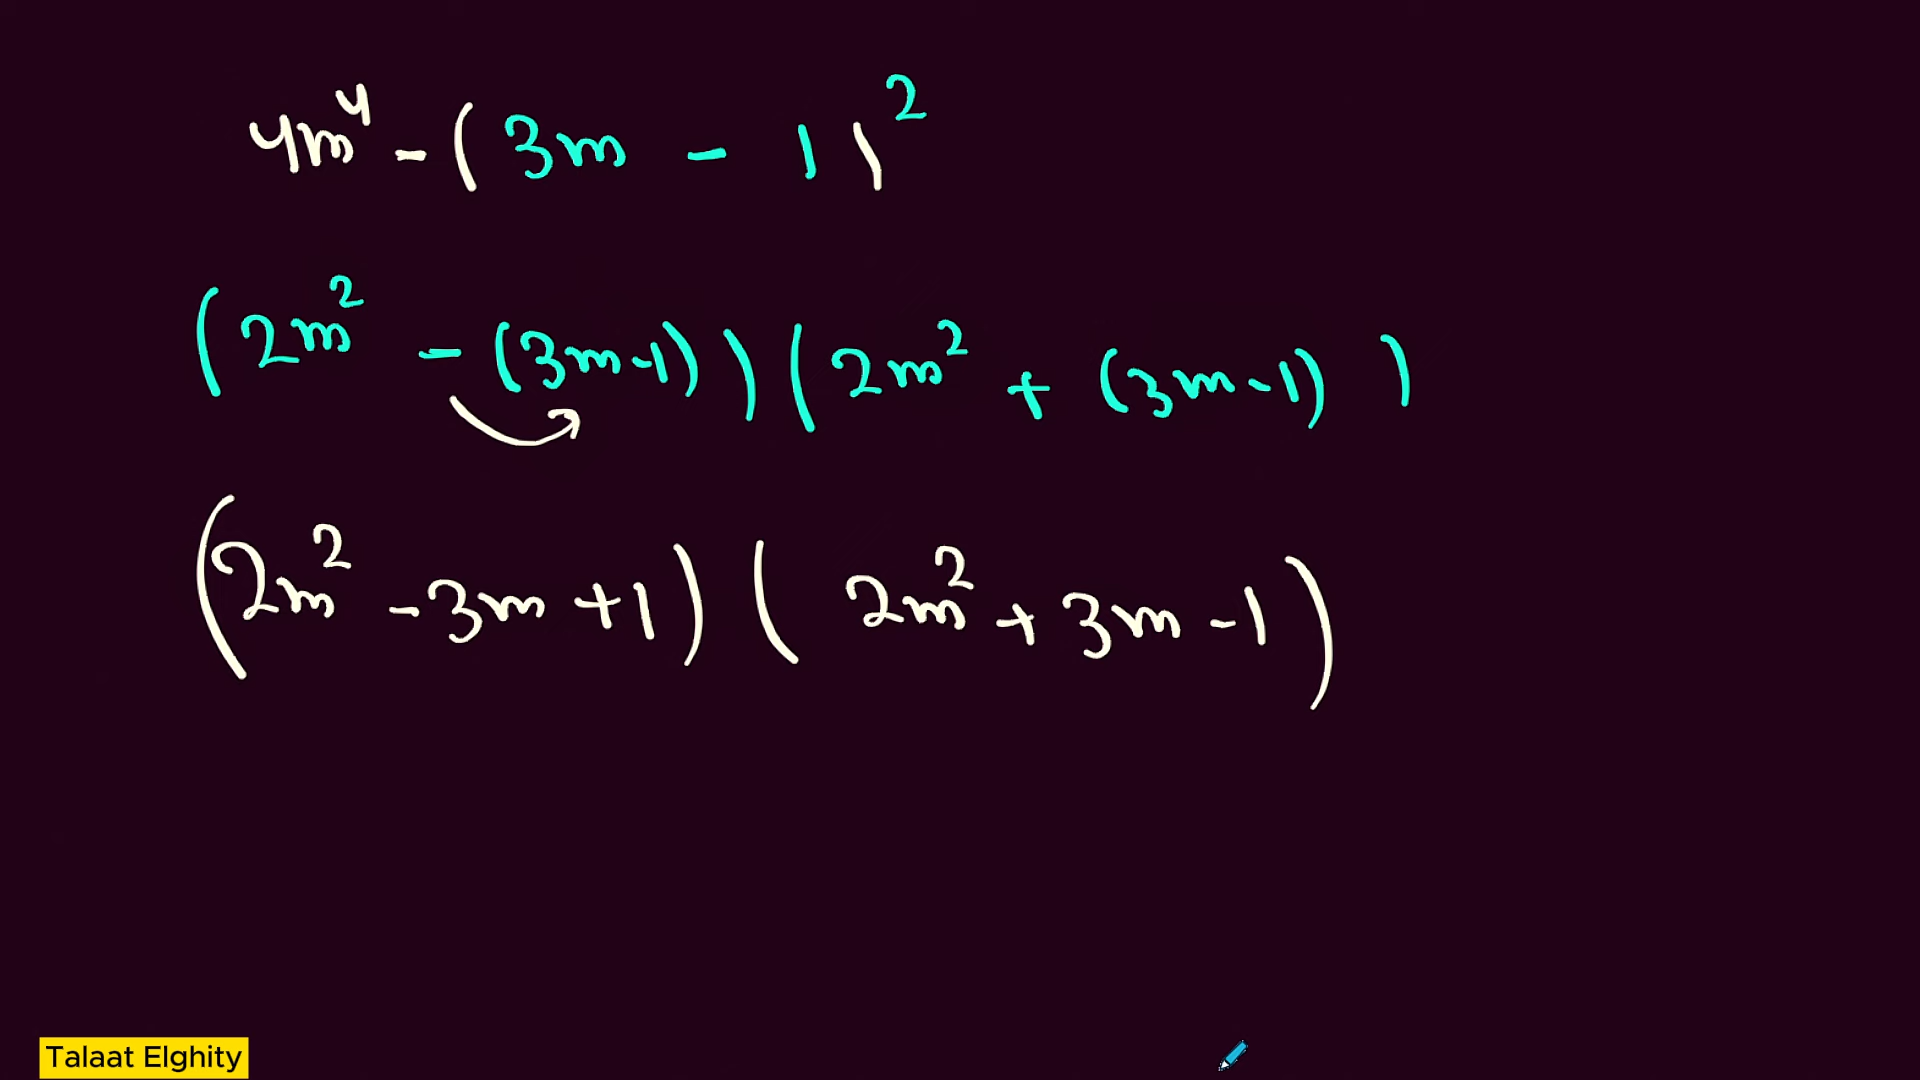 4m⁴ - (3m - 1)²
(2m² - (3m-1))(2m² + (3m-1))
(2m² - 3m + 1)(2m² + 3m - 1)
Talaat Elghity